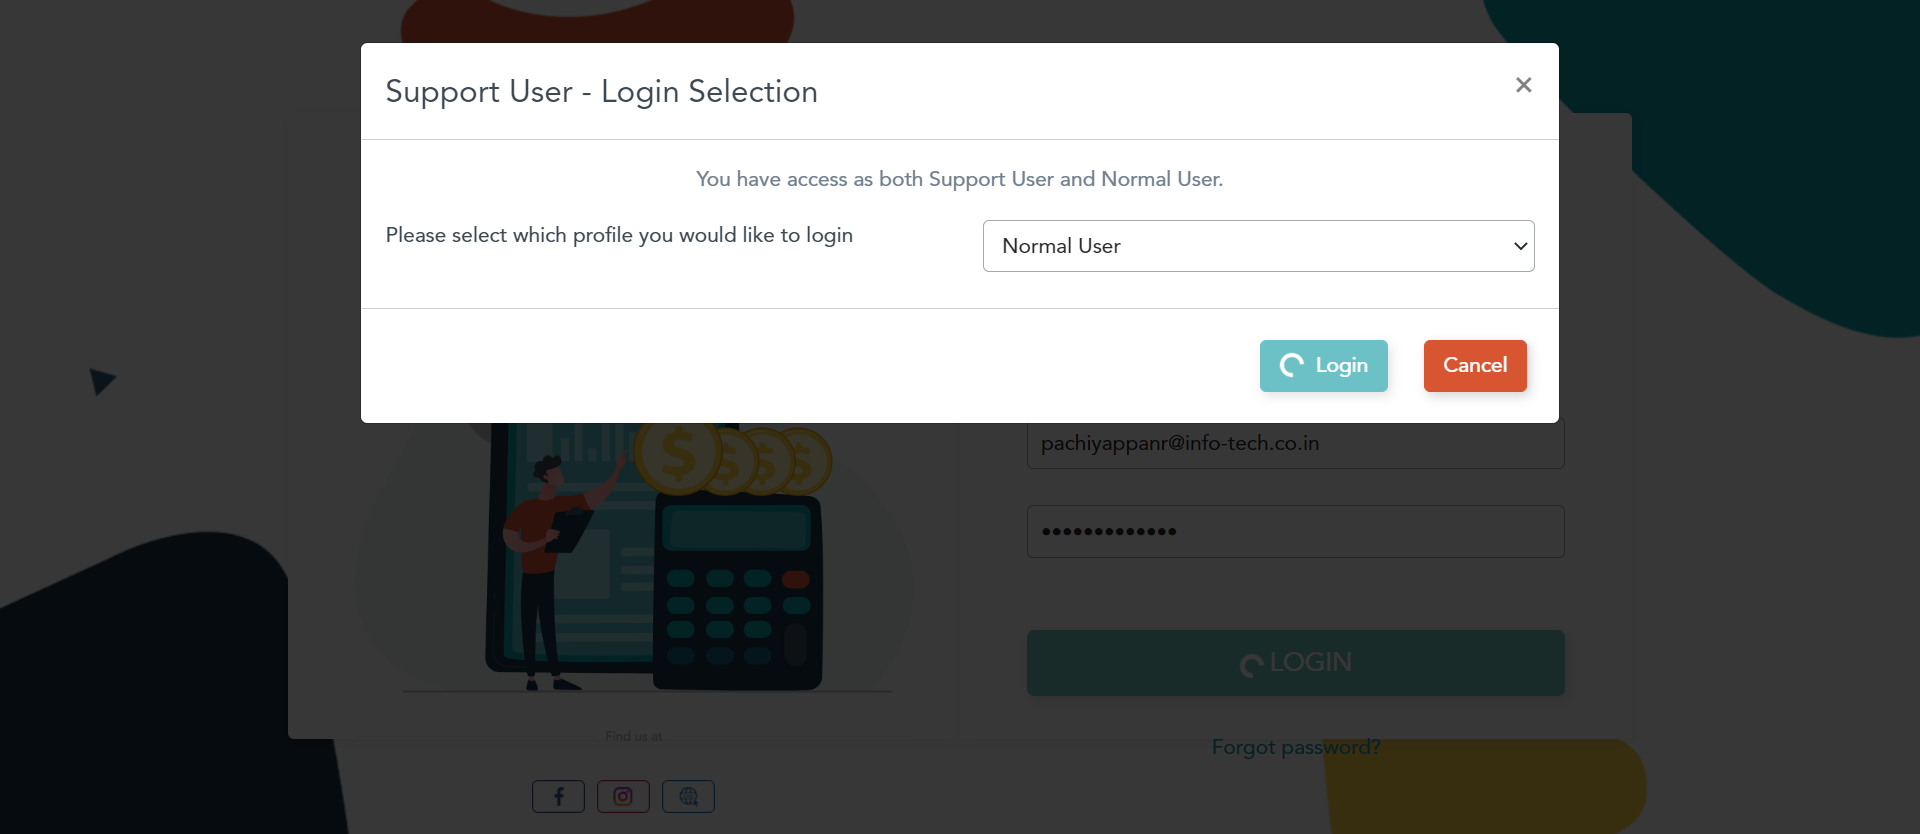 Support User - Login Selection
×
You have access as both Support User and Normal User.
Please select which profile you would like to login
Normal User
Login
Cancel
pachiyappanr@info-tech.co.in
•••••••••••••
LOGIN
Forgot password?
Find us at